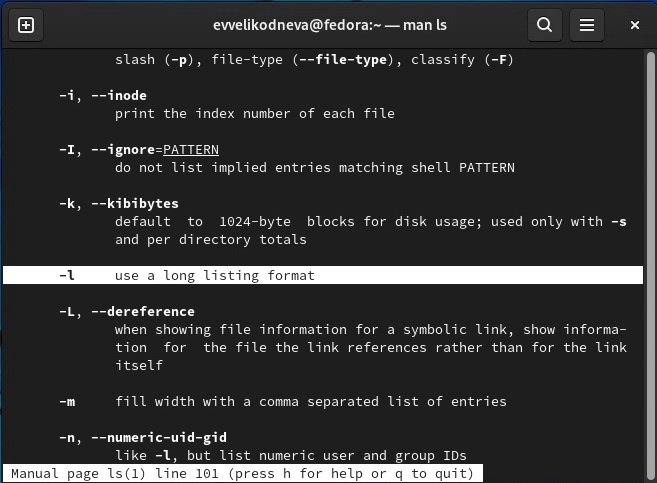 evvelikodneva@fedora:~ — man ls
slash (-p), file-type (--file-type), classify (-F)
-i, --inode
print the index number of each file
-I, --ignore=PATTERN
do not list implied entries matching shell PATTERN
-k, --kibibytes
default  to  1024-byte  blocks for disk usage; used only with -s
and per directory totals
-l     use a long listing format
-L, --dereference
when showing file information for a symbolic link, show informa-
tion  for  the file the link references rather than for the link
itself
-m     fill width with a comma separated list of entries
-n, --numeric-uid-gid
like -l, but list numeric user and group IDs
Manual page ls(1) line 101 (press h for help or q to quit)